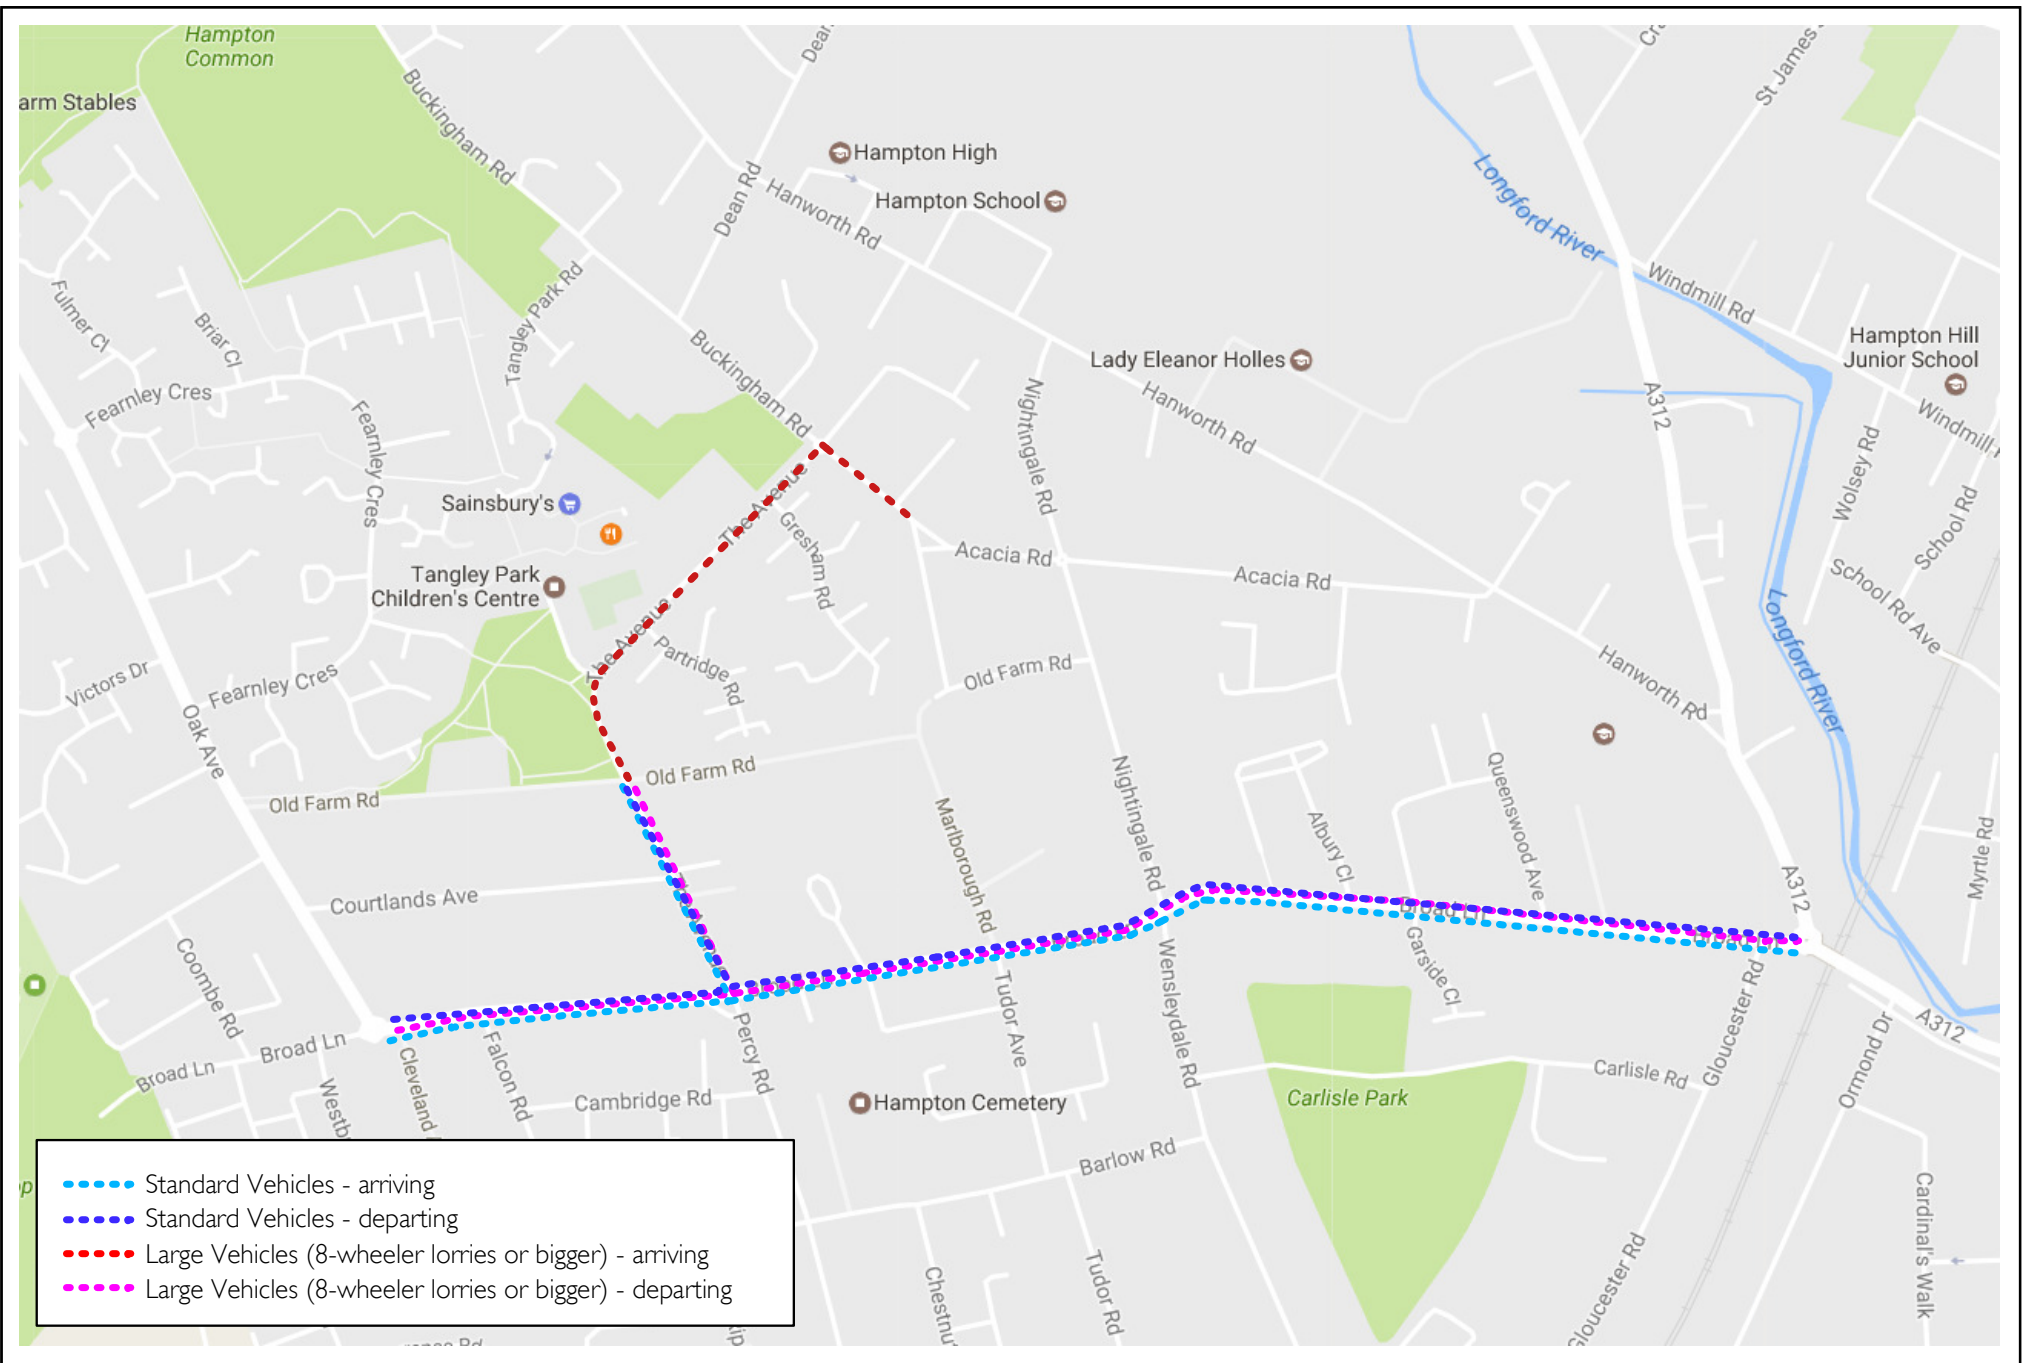 Hampton
Common
arm Stables
Buckingham Rd
Dean Rd
Hampton High
Hampton School
Hanworth Rd
St James
Longford River
Windmill Rd
Hampton Hill
Junior School
Windmill
Fulmer Cl
Briar Cl
Tangley Park Rd
Buckingham Rd
Lady Eleanor Holles
Nightingale Rd
Hanworth Rd
A312
Wolsey Rd
School Rd
Fearnley Cres
Fearnley Cres
Sainsbury's
The Avenue
Gresham Rd
Acacia Rd
Acacia Rd
School Rd Ave
Tangley Park
Children's Centre
The Avenue
Partridge Rd
Old Farm Rd
Hanworth Rd
Longford River
Victors Dr
Fearnley Cres
Oak Ave
Old Farm Rd
Old Farm Rd
Marlborough Rd
Nightingale Rd
Albury Cl
Queenswood Ave
A312
Myrtle Rd
Courtlands Ave
Broad Ln
Garside Cl
Coombe Rd
Broad Ln
Broad Ln
Cleveland
Falcon Rd
Percy Rd
Tudor Ave
Wensleydale Rd
Gloucester Rd
A312
Ormond Dr
Cambridge Rd
Hampton Cemetery
Carlisle Park
Carlisle Rd
Barlow Rd
Cardinal's Walk
Tudor Rd
Gloucester Rd
Standard Vehicles - arriving
Standard Vehicles - departing
Large Vehicles (8-wheeler lorries or bigger) - arriving
Large Vehicles (8-wheeler lorries or bigger) - departing